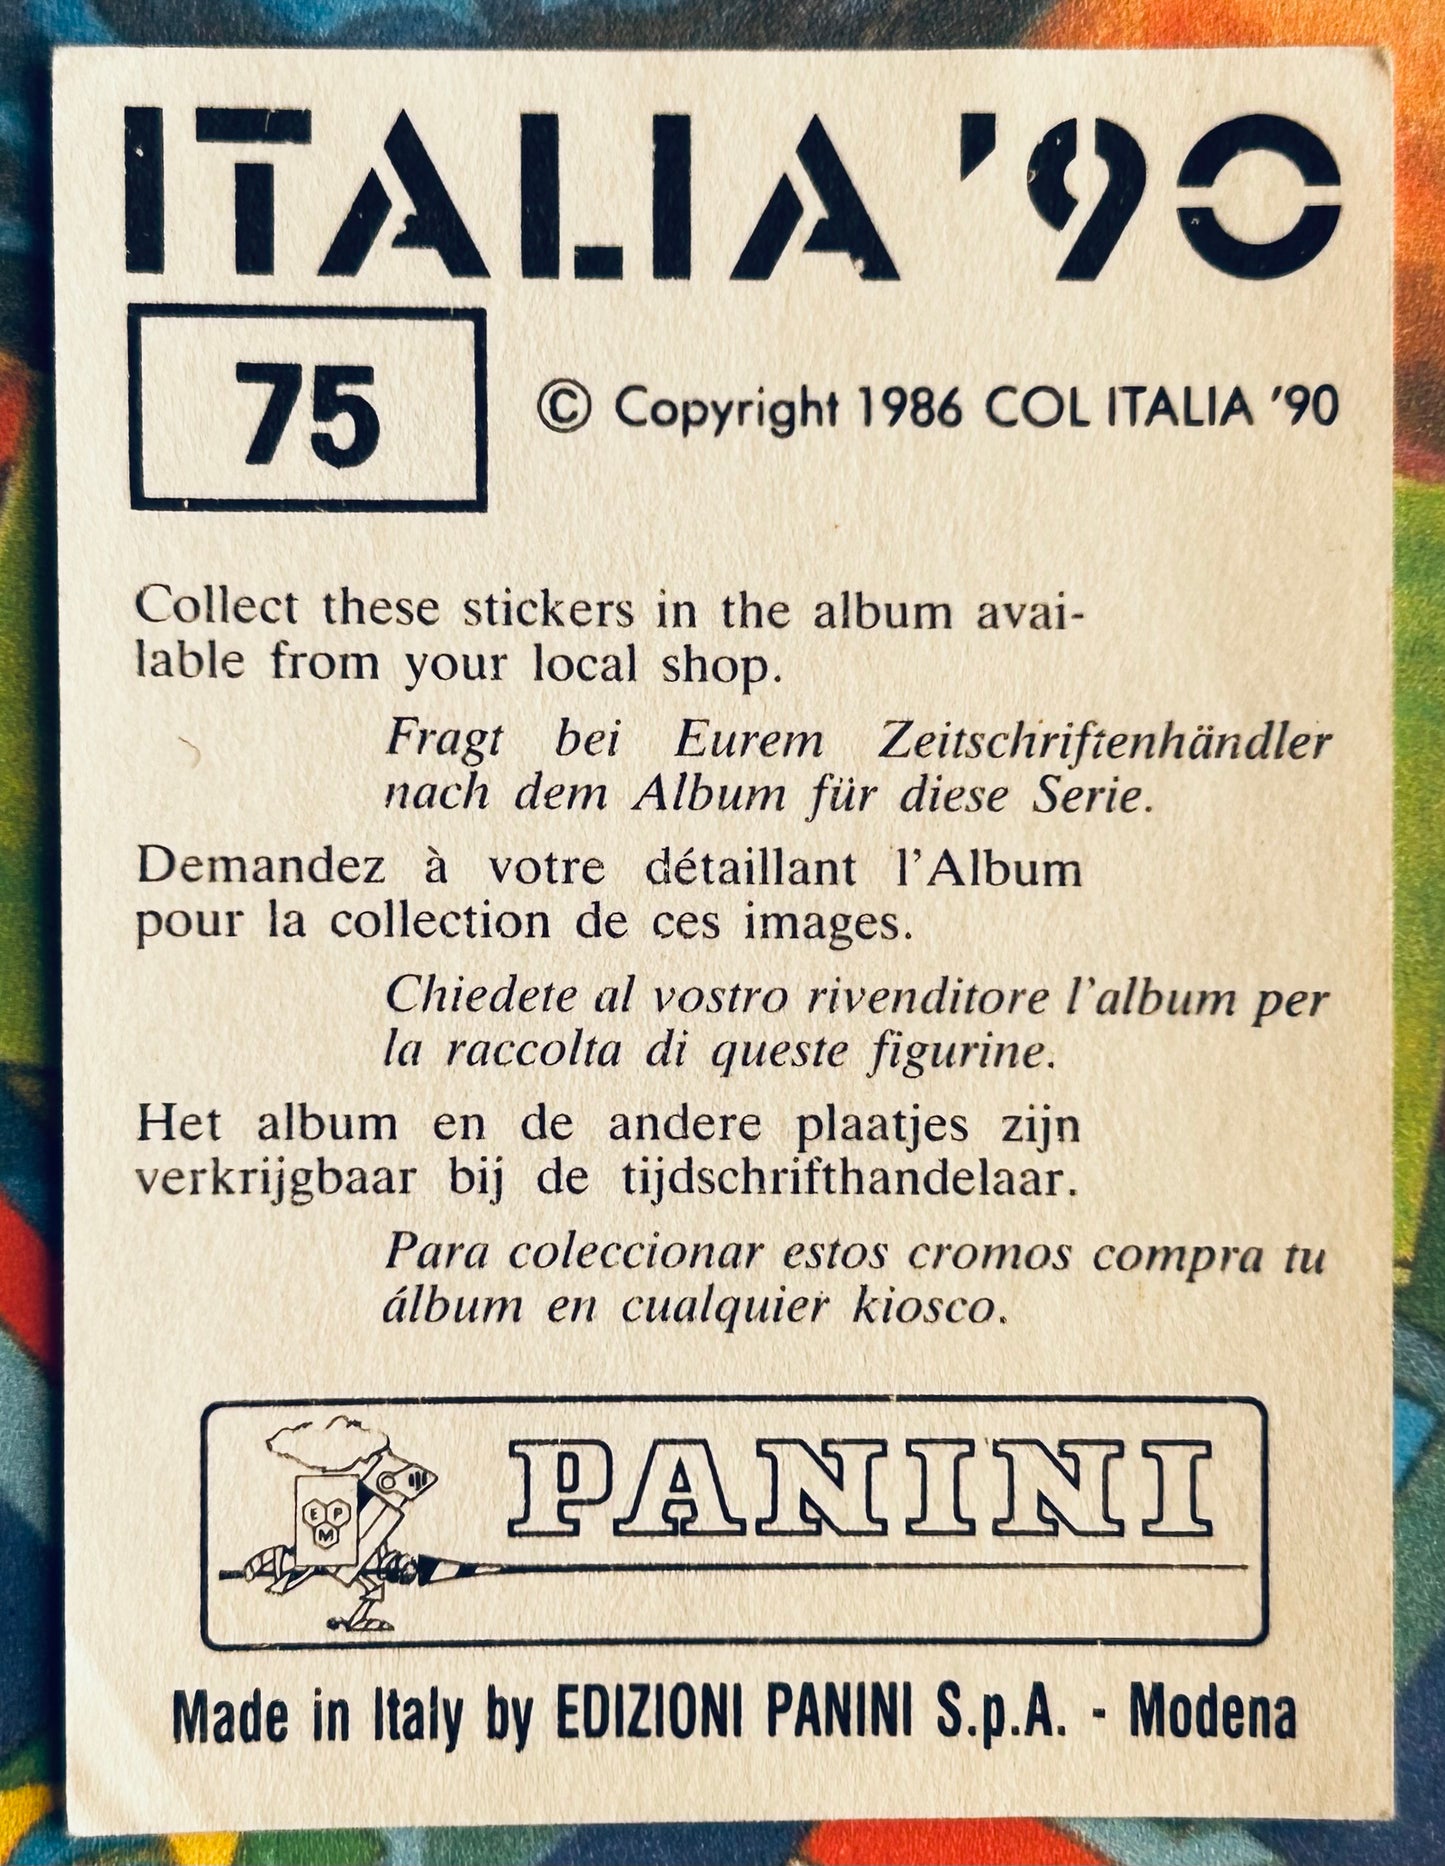 ITALIA '90
75
© Copyright 1986 COL ITALIA '90
Collect these stickers in the album avai-
lable from your local shop.
Fragt bei Eurem Zeitschriftenhändler
nach dem Album für diese Serie.
Demandez à votre détaillant l'Album
pour la collection de ces images.
Chiedete al vostro rivenditore l'album per
la raccolta di queste figurine.
Het album en de andere plaatjes zijn
verkrijgbaar bij de tijdschrifthandelaar.
Para coleccionar estos cromos compra tu
álbum en cualquier kiosco.
E P
M
PANINI
Made in Italy by EDIZIONI PANINI S.p.A. - Modena